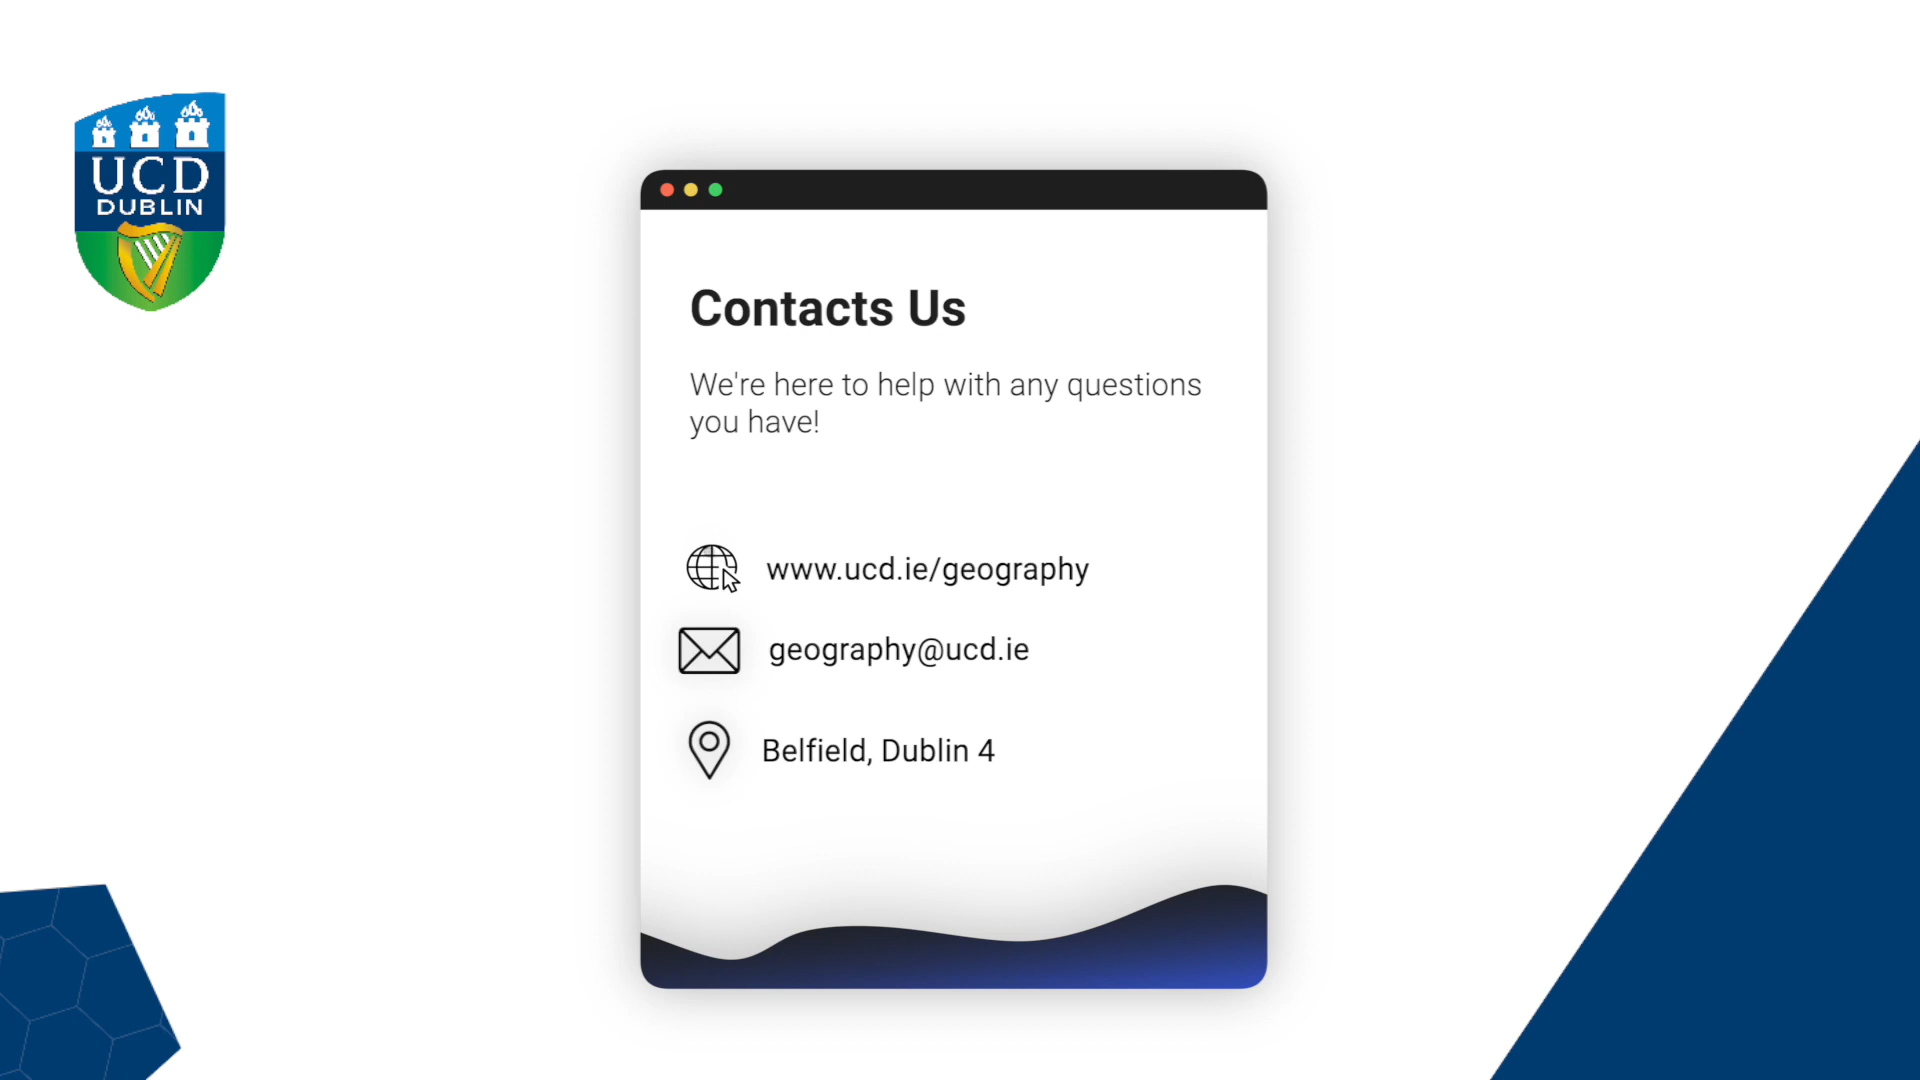 UCD
DUBLIN
Contacts Us
We're here to help with any questions
you have!
www.ucd.ie/geography
geography@ucd.ie
Belfield, Dublin 4